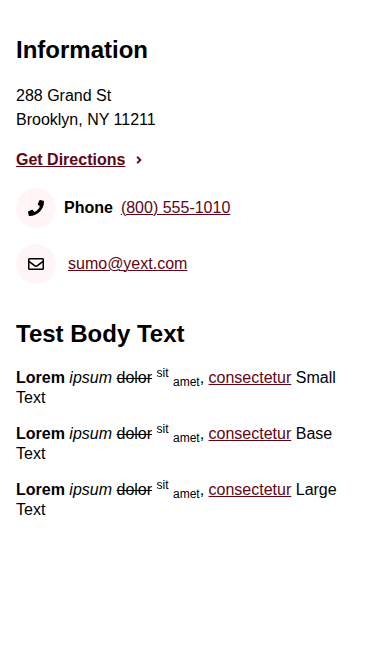 Information
288 Grand St
Brooklyn, NY 11211
Get Directions
Phone (800) 555-1010
sumo@yext.com
Test Body Text
Lorem ipsum dolor sit amet, consectetur Small
Text
Lorem ipsum dolor sit amet, consectetur Base
Text
Lorem ipsum dolor sit amet, consectetur Large
Text